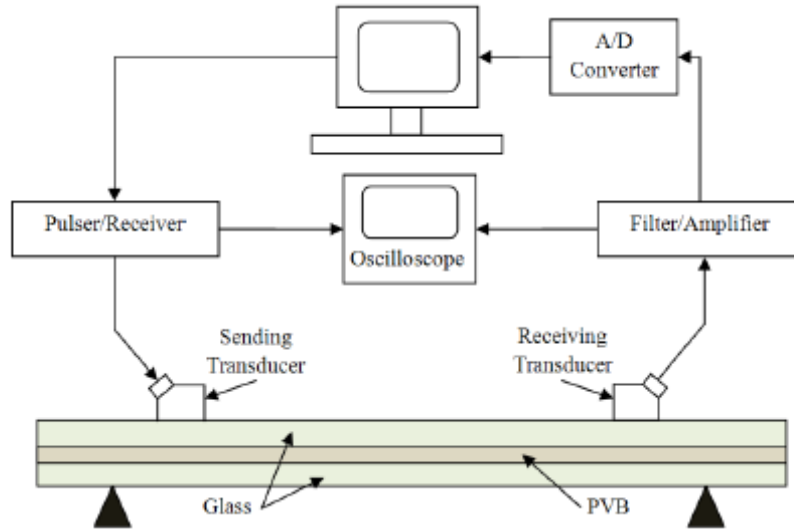 A/D
Converter
Pulser/Receiver
Oscilloscope
Filter/Amplifier
Sending
Transducer
Receiving
Transducer
Glass
PVB